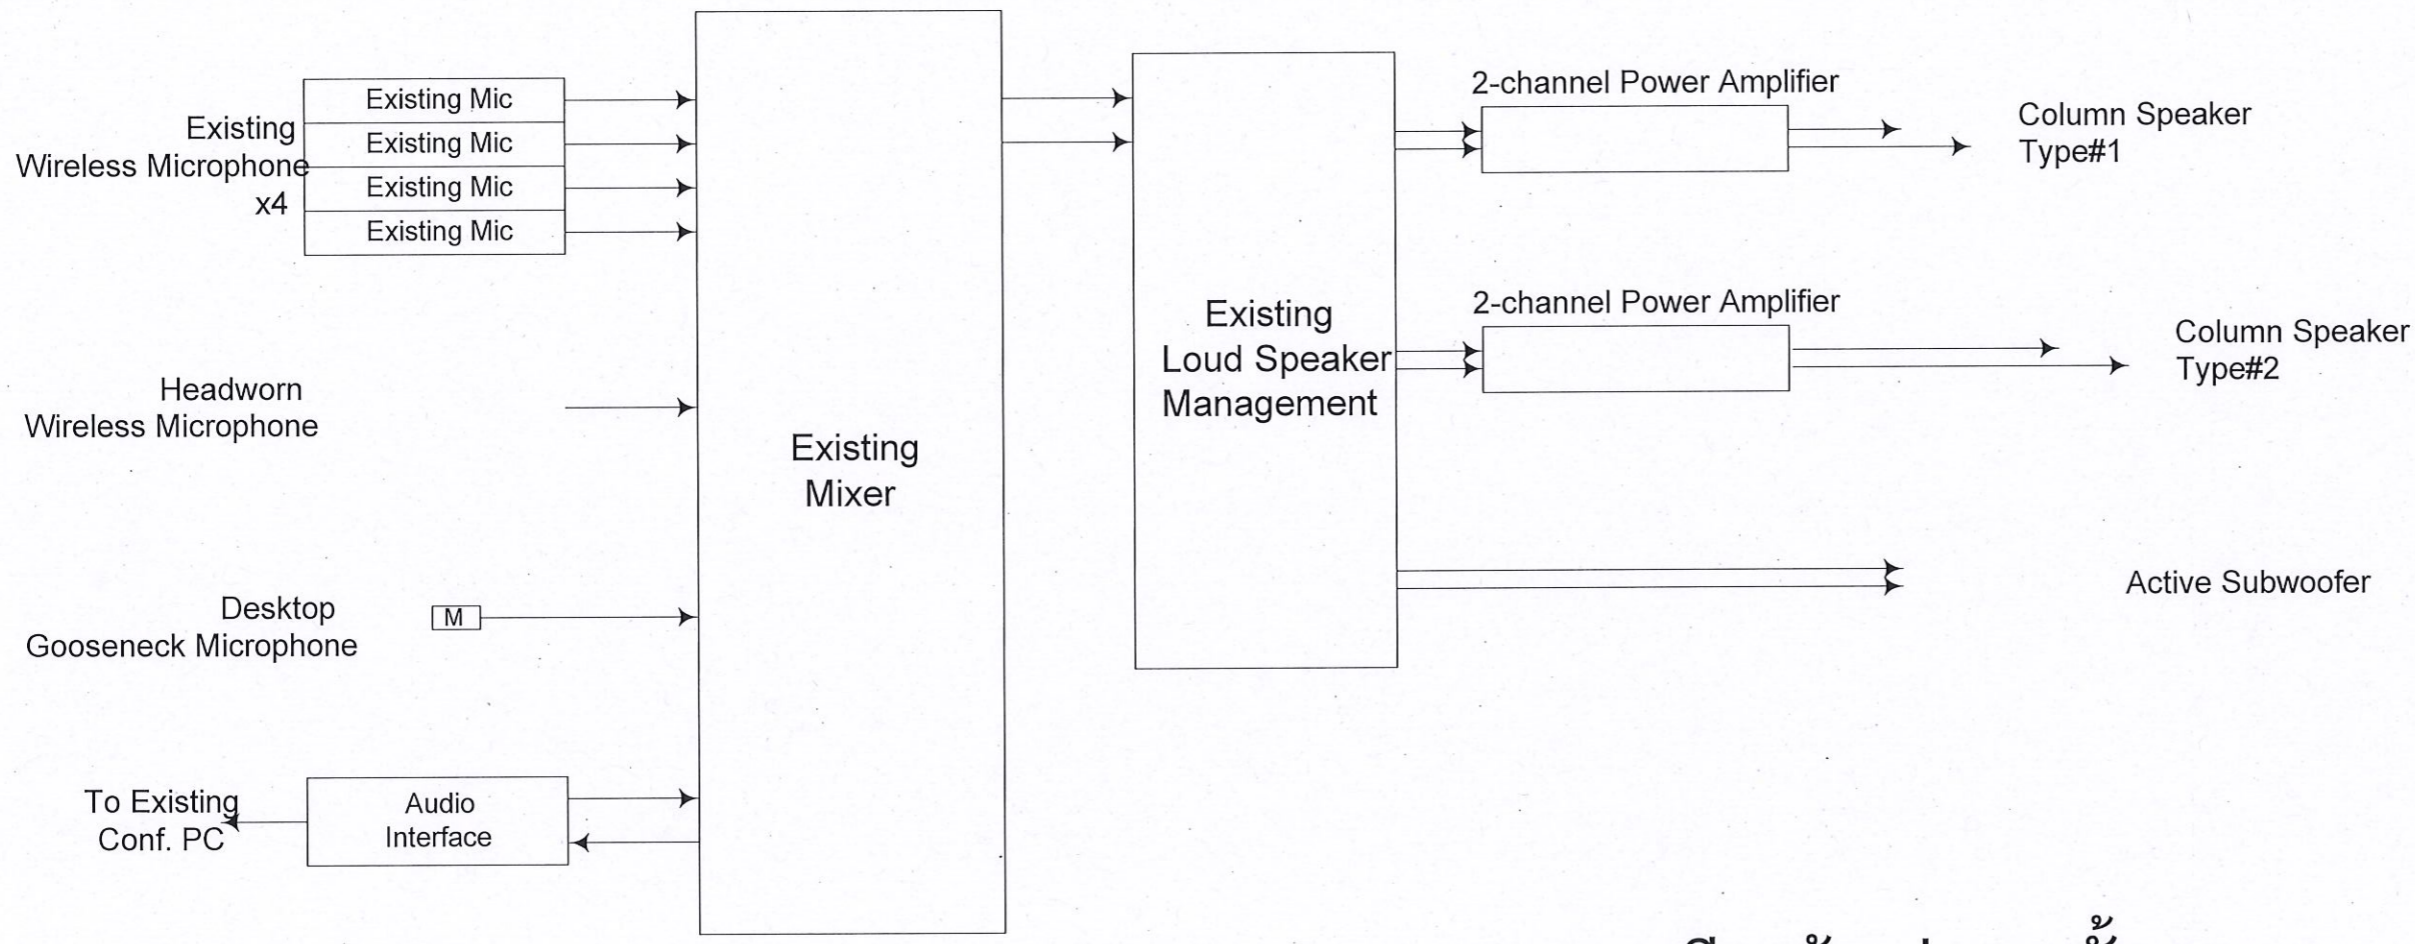 Existing
Wireless Microphone
x4
Existing Mic
Existing Mic
Existing Mic
Existing Mic
Headworn
Wireless Microphone
Desktop
Gooseneck Microphone
M
To Existing
Conf. PC
Audio
Interface
Existing
Mixer
Existing
Loud Speaker
Management
2-channel Power Amplifier
Column Speaker
Type#1
2-channel Power Amplifier
Column Speaker
Type#2
Active Subwoofer